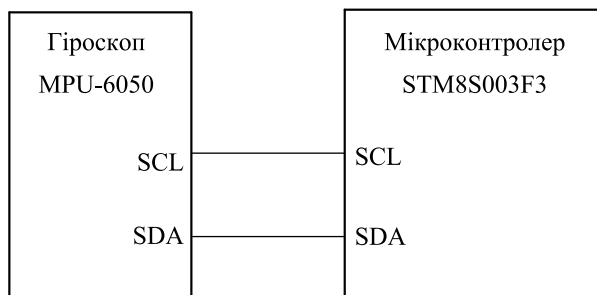 Гіроскоп
MPU-6050
Мікроконтролер
STM8S003F3
SCL
SCL
SDA
SDA